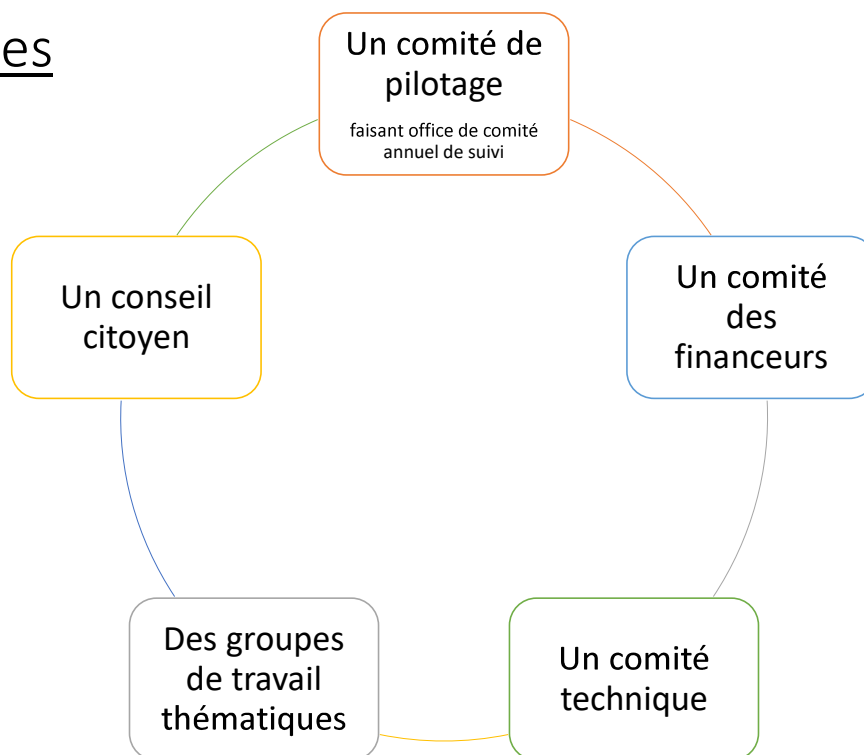 es
Un comité de
pilotage
faisant office de comité
annuel de suivi
Un conseil
citoyen
Un comité
des
financeurs
Des groupes
de travail
thématiques
Un comité
technique